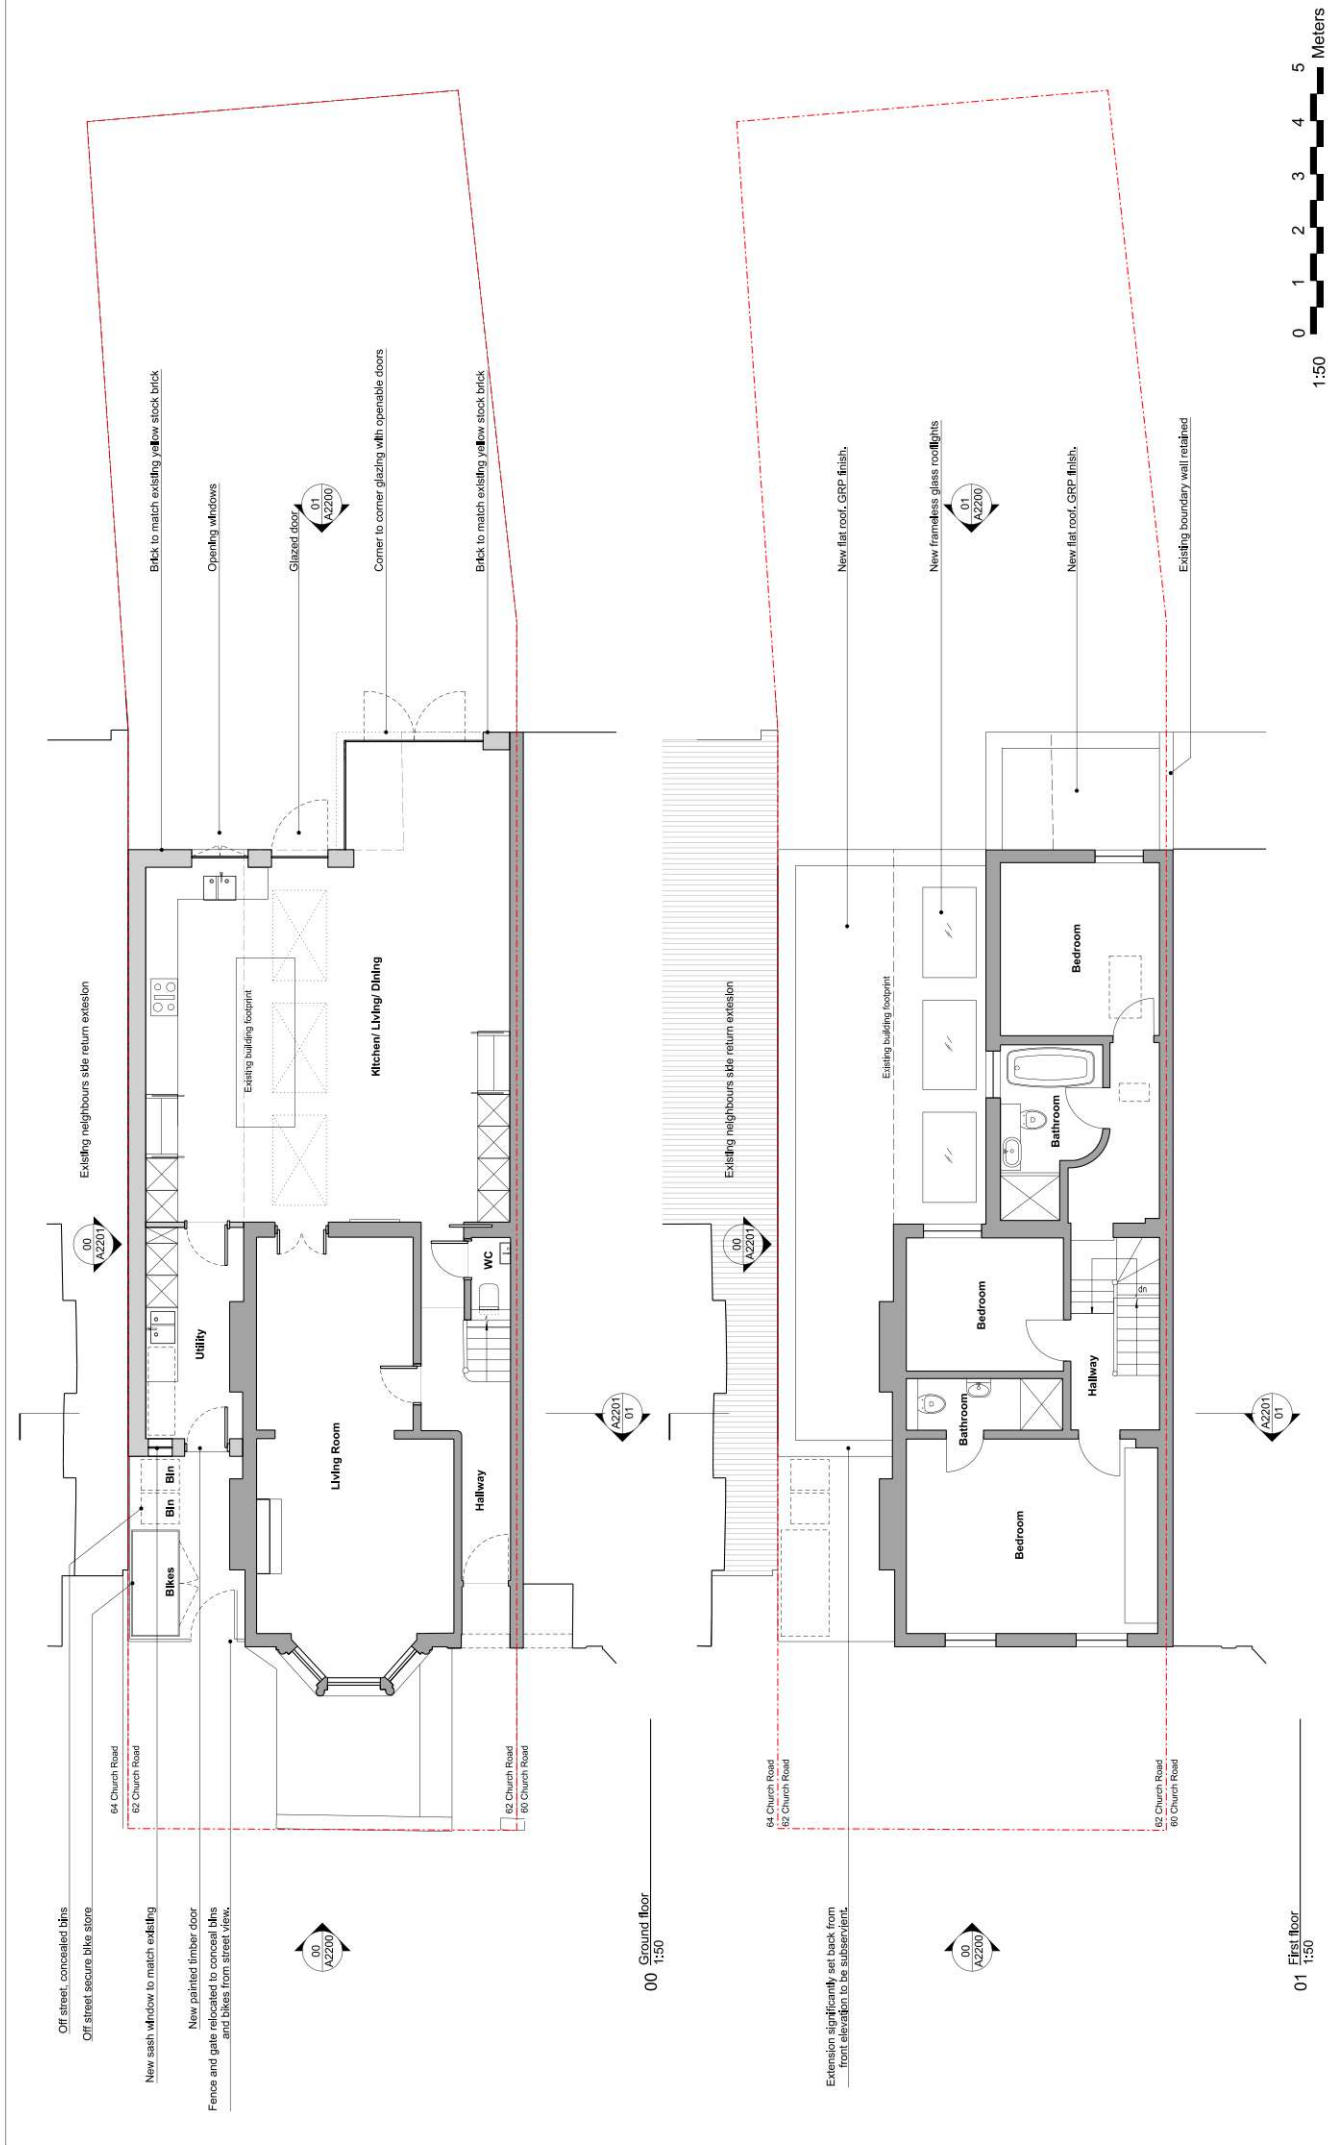 Off street, concealed bins
Off street secure bike store
New sash window to match existing
New painted timber door
Fence and gate relocated to conceal bins
and bikes from street view.
64 Church Road
62 Church Road
62 Church Road
60 Church Road
00
A2200
Existing neighbours side return extesion
00
A2201
Bikes
Bin
Bin
Utility
Living Room
Hallway
WC
Existing building footprint
Kitchen/ Living/ Dining
A2201
01
Brick to match existing yellow stock brick
Opening windows
Glazed door
01
A2200
Corner to corner glazing with openable doors
Brick to match existing yellow stock brick
00
Ground floor
1:50
Extension significantly set back from
front elevation to be subservient.
64 Church Road
62 Church Road
62 Church Road
60 Church Road
00
A2200
Existing neighbours side return extesion
00
A2201
Existing building footprint
Bedroom
Bathroom
Bedroom
Hallway
up
Bathroom
Bedroom
A2201
01
New flat roof. GRP finish.
New frameless glass rooflights
01
A2200
New flat roof. GRP finish.
Existing boundary wall retained
01
First floor
1:50
1:50
0 1 2 3 4 5
Meters